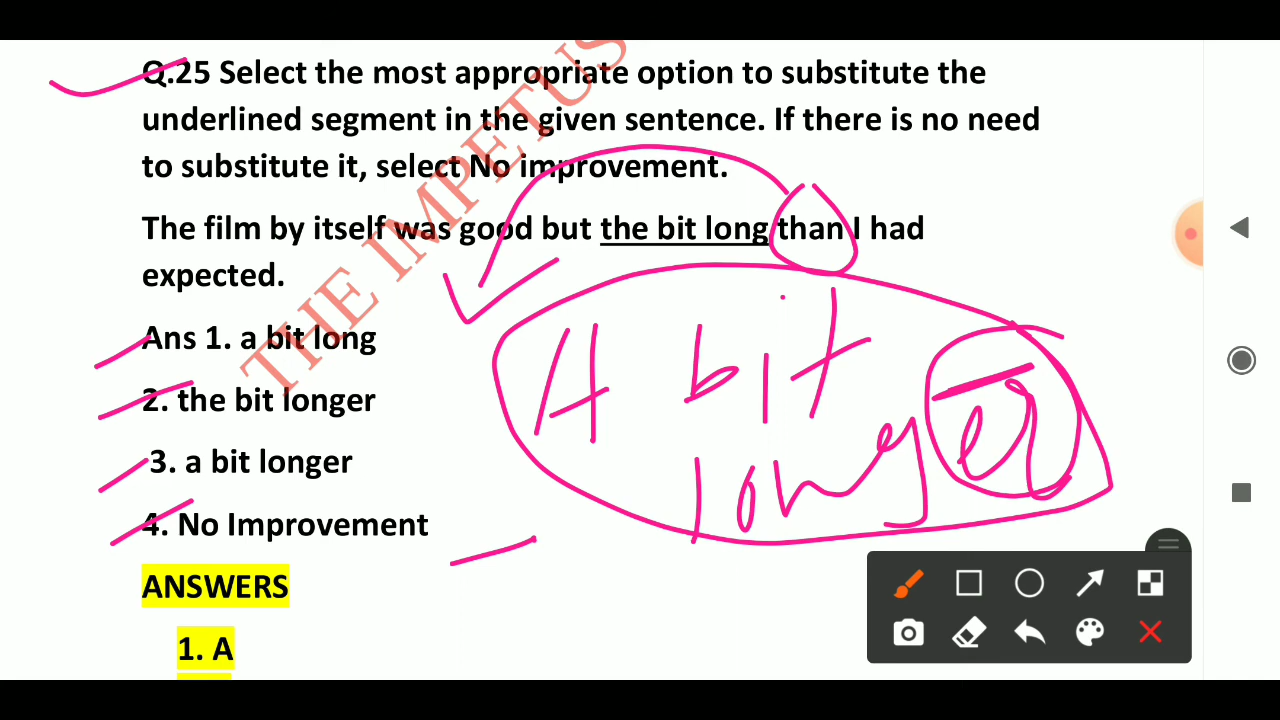 Q.25 Select the most appropriate option to substitute the
underlined segment in the given sentence. If there is no need
to substitute it, select No improvement.
The film by itself was good but the bit long than I had
expected.
Ans 1. a bit long
2. the bit longer
3. a bit longer
4. No Improvement
A bit
longer
ANSWERS
1. A
THE IMPETUS